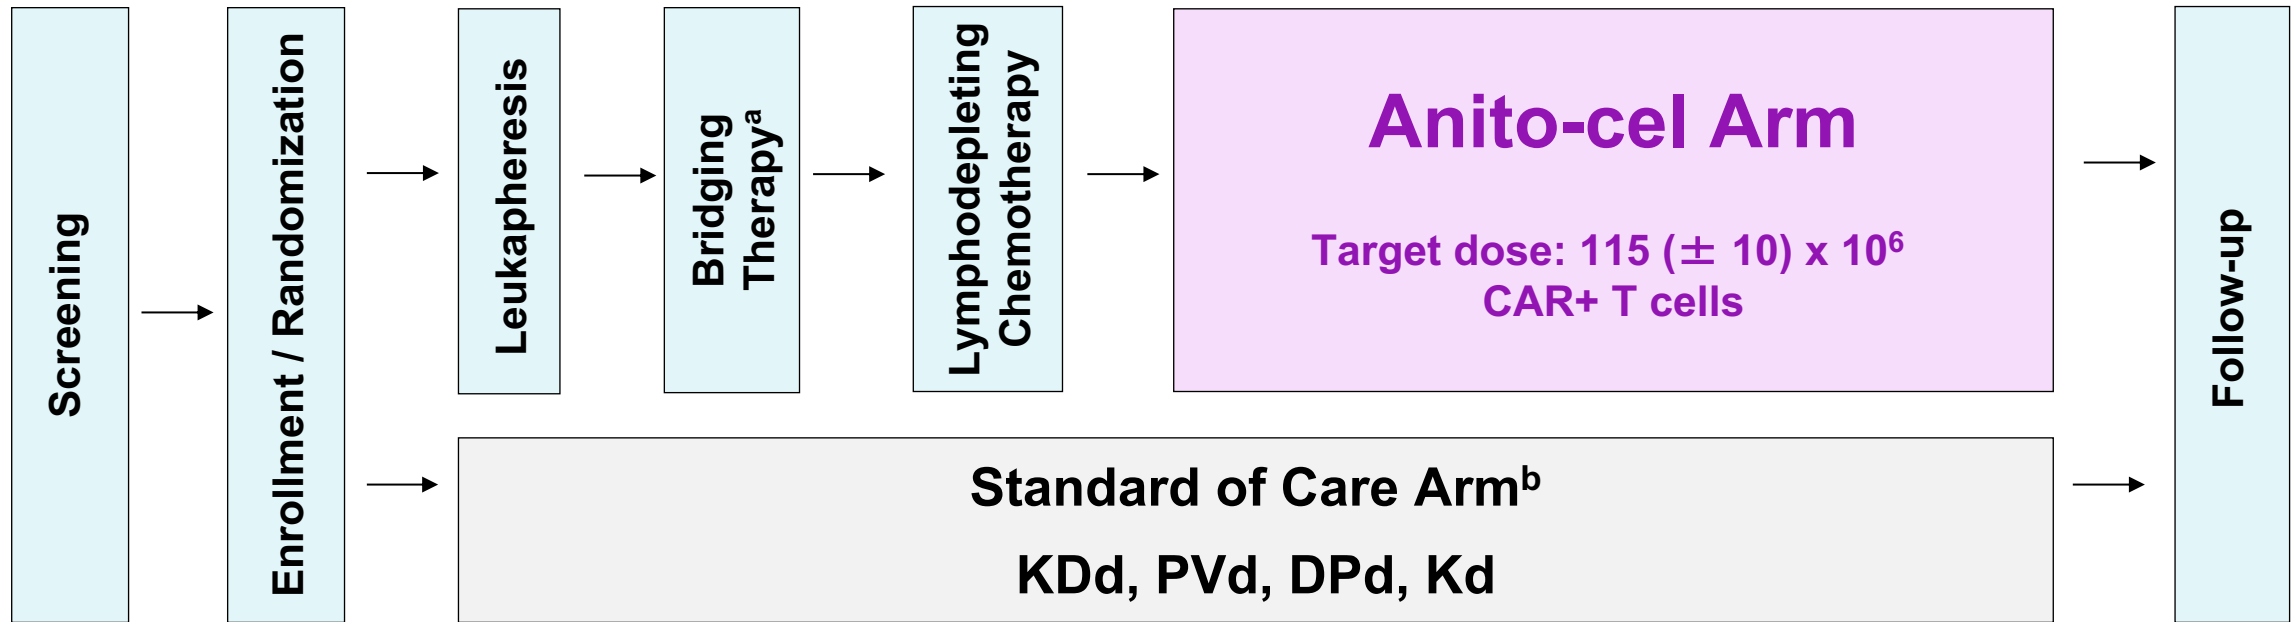 Screening
Enrollment / Randomization
Leukapheresis
Bridging
Therapyᵃ
Lymphodepleting
Chemotherapy
Anito-cel Arm
Target dose: 115 (± 10) x 10⁶
CAR+ T cells
Standard of Care Armᵇ
KDd, PVd, DPd, Kd
Follow-up